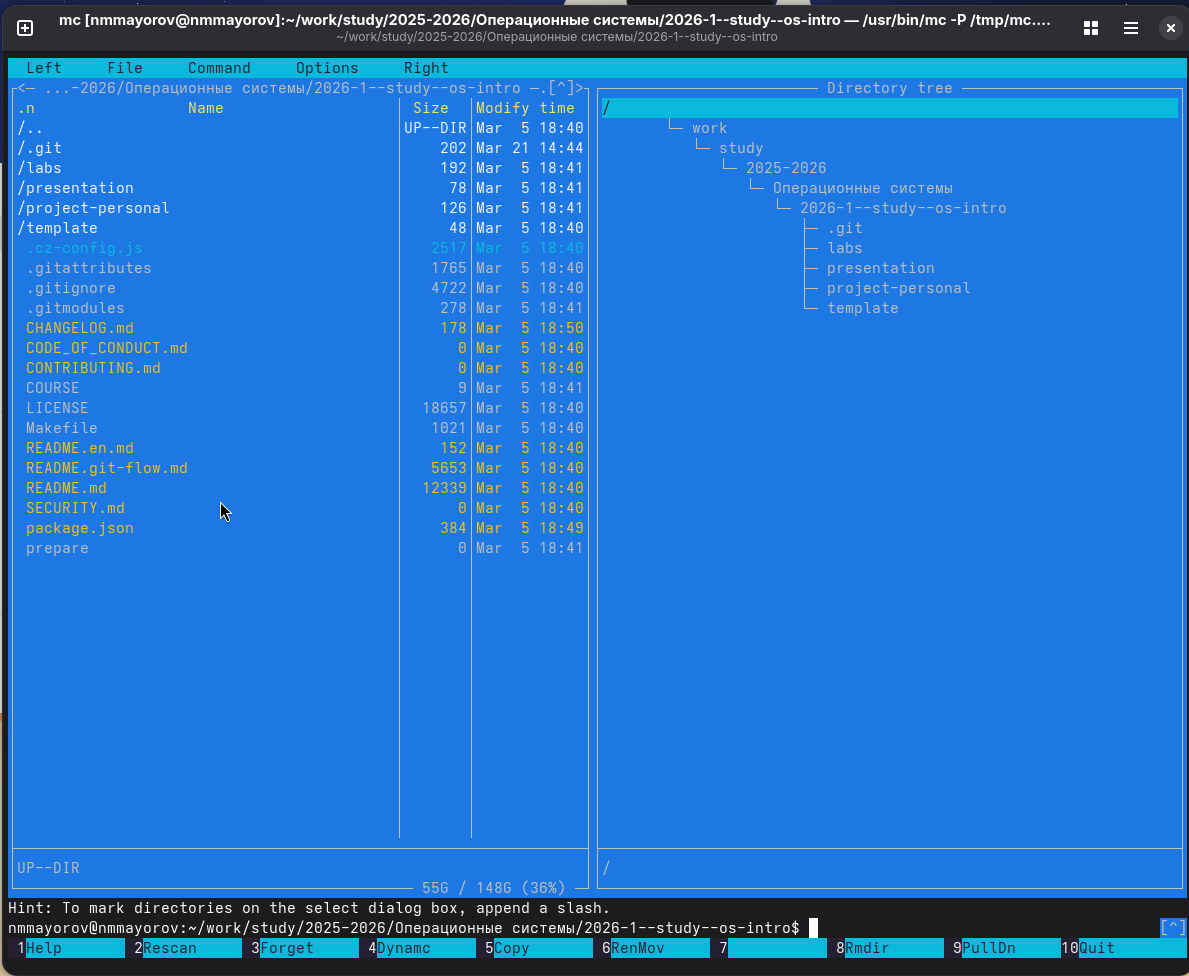 mc [nmmayorov@nmmayorov]:~/work/study/2025-2026/Операционные системы/2026-1--study--os-intro — /usr/bin/mc -P /tmp/mc....
~/work/study/2025-2026/Операционные системы/2026-1--study--os-intro
Left File Command Options Right
<— ...-2026/Операционные системы/2026-1--study--os-intro —.[^]>
.n Name Size Modify time
/.. UP--DIR Mar 5 18:40
/.git 202 Mar 21 14:44
/labs 192 Mar 5 18:41
/presentation 78 Mar 5 18:41
/project-personal 126 Mar 5 18:41
/template 48 Mar 5 18:40
.cz-config.js 2517 Mar 5 18:40
.gitattributes 1765 Mar 5 18:40
.gitignore 4722 Mar 5 18:40
.gitmodules 278 Mar 5 18:41
CHANGELOG.md 178 Mar 5 18:50
CODE_OF_CONDUCT.md 0 Mar 5 18:40
CONTRIBUTING.md 0 Mar 5 18:40
COURSE 9 Mar 5 18:41
LICENSE 18657 Mar 5 18:40
Makefile 1021 Mar 5 18:40
README.en.md 152 Mar 5 18:40
README.git-flow.md 5653 Mar 5 18:40
README.md 12339 Mar 5 18:40
SECURITY.md 0 Mar 5 18:40
package.json 384 Mar 5 18:49
prepare 0 Mar 5 18:41
UP--DIR
55G / 148G (36%)
Directory tree
/
work
study
2025-2026
Операционные системы
2026-1--study--os-intro
.git
labs
presentation
project-personal
template
/
Hint: To mark directories on the select dialog box, append a slash.
nmmayorov@nmmayorov:~/work/study/2025-2026/Операционные системы/2026-1--study--os-intro$ [^]
1Help 2Rescan 3Forget 4Dynamc 5Copy 6RenMov 7 8Rmdir 9PullDn 10Quit